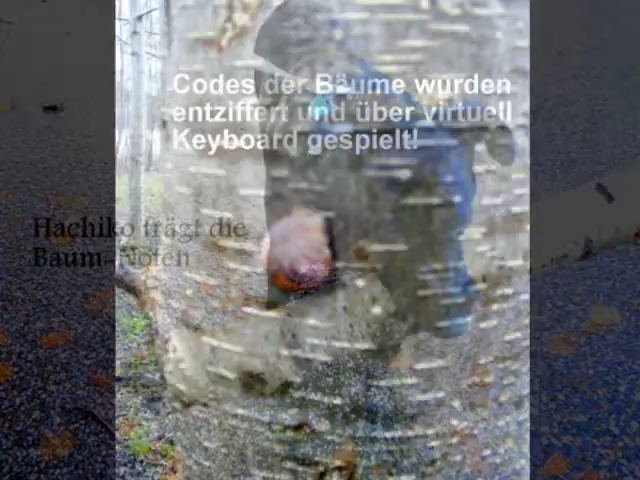 Codes der Bäume wurden
entziffert und über virtuell
Keyboard gespielt!
Hachiko trägt die
Baum-Noten